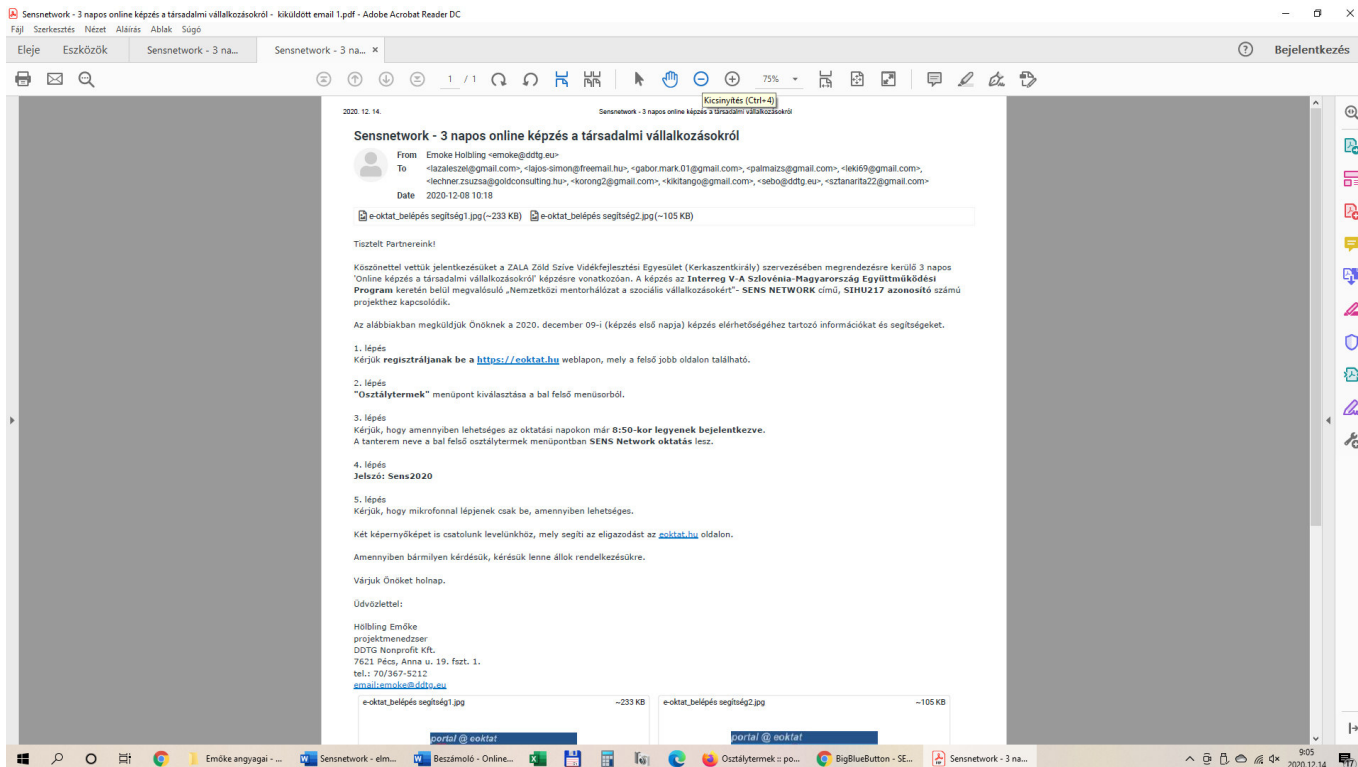 Sensnetwork - 3 napos online képzés a társadalmi vállalkozásokról - kiküldött email 1.pdf - Adobe Acrobat Reader DC
Fájl Szerkesztés Nézet Aláírás Ablak Súgó
Eleje Eszközök Sensnetwork - 3 na... Sensnetwork - 3 na... × Bejelentkezés
1 / 1 75%
Kicsinyítés (Ctrl+4)
2020. 12. 14. Sensnetwork - 3 napos online képzés a társadalmi vállalkozásokról
Sensnetwork - 3 napos online képzés a társadalmi vállalkozásokról
From Emoke Holbling <emoke@ddtg.eu>
To <lazaleszel@gmail.com>, <lajos-simon@freemail.hu>, <gabor.mark.01@gmail.com>, <palmaizs@gmail.com>, <leki69@gmail.com>,
<lechner.zsuzsa@goldconsulting.hu>, <korong2@gmail.com>, <kikitango@gmail.com>, <sebo@ddtg.eu>, <sztanarita22@gmail.com>
Date 2020-12-08 10:18
e-oktat_belépés segítség1.jpg(~233 KB) e-oktat_belépés segítség2.jpg(~105 KB)
Tisztelt Partnereink!
Köszönettel vettük jelentkezésüket a ZALA Zöld Szíve Vidékfejlesztési Egyesület (Kerkaszentkirály) szervezésében megrendezésre kerülő 3 napos
'Online képzés a társadalmi vállalkozásokról' képzésre vonatkozóan. A képzés az Interreg V-A Szlovénia-Magyarország Együttműködési
Program keretén belül megvalósuló „Nemzetközi mentorhálózat a szociális vállalkozásokért"- SENS NETWORK című, SIHU217 azonosító számú
projekthez kapcsolódik.
Az alábbiakban megküldjük Önöknek a 2020. december 09-i (képzés első napja) képzés elérhetőségéhez tartozó információkat és segítségeket.
1. lépés
Kérjük regisztráljanak be a https://eoktat.hu weblapon, mely a felső jobb oldalon található.
2. lépés
"Osztálytermek" menüpont kiválasztása a bal felső menüsorból.
3. lépés
Kérjük, hogy amennyiben lehetséges az oktatási napokon már 8:50-kor legyenek bejelentkezve.
A tanterem neve a bal felső osztálytermek menüpontban SENS Network oktatás lesz.
4. lépés
Jelszó: Sens2020
5. lépés
Kérjük, hogy mikrofonnal lépjenek csak be, amennyiben lehetséges.
Két képernyőképet is csatolunk levelünkhöz, mely segíti az eligazodást az eoktat.hu oldalon.
Amennyiben bármilyen kérdésük, kérésük lenne állok rendelkezésükre.
Várjuk Önöket holnap.
Üdvözlettel:
Hölbling Emőke
projektmenedzser
DDTG Nonprofit Kft.
7621 Pécs, Anna u. 19. fszt. 1.
tel.: 70/367-5212
email:emoke@ddtg.eu
e-oktat_belépés segítség1.jpg ~233 KB e-oktat_belépés segítség2.jpg ~105 KB
portal @ eoktat portal @ eoktat
Emőke angyagai - ... Sensnetwork - elm... Beszámoló - Online... Osztálytermek :: po... BigBlueButton - SE... Sensnetwork - 3 na... 9:05
2020.12.14 17